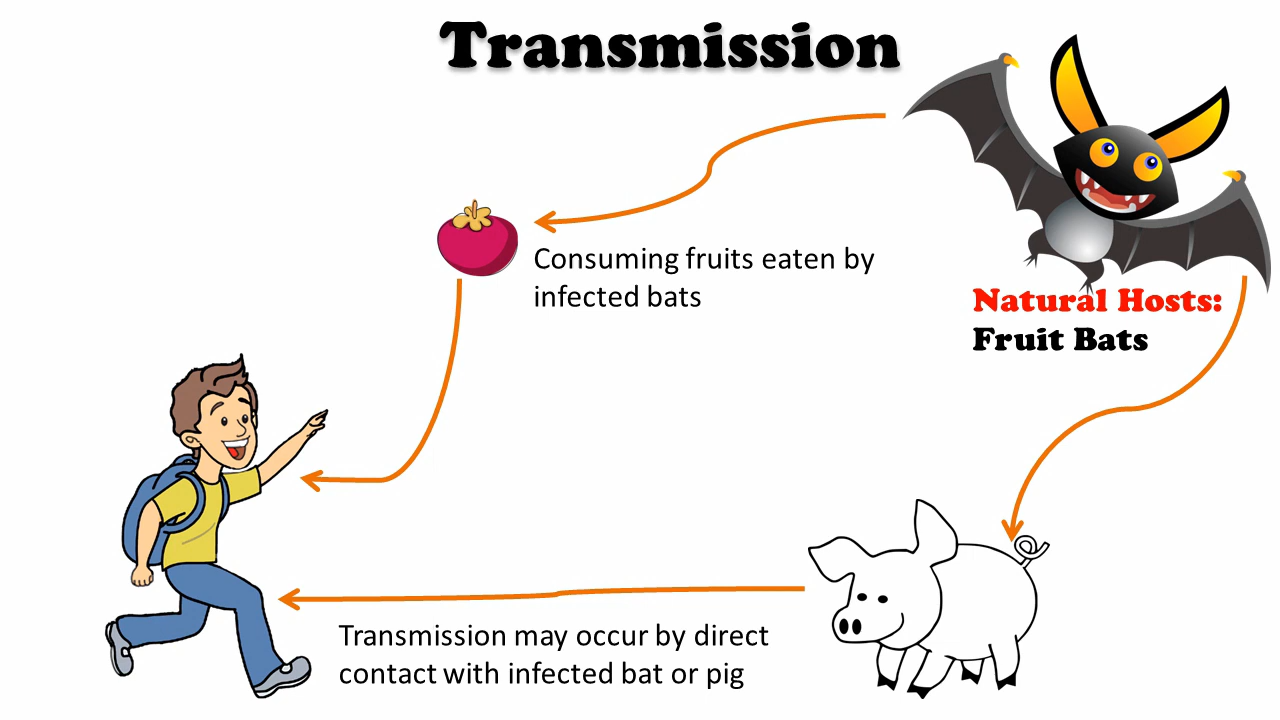 Transmission
Consuming fruits eaten by
infected bats
Natural Hosts:
Fruit Bats
Transmission may occur by direct
contact with infected bat or pig